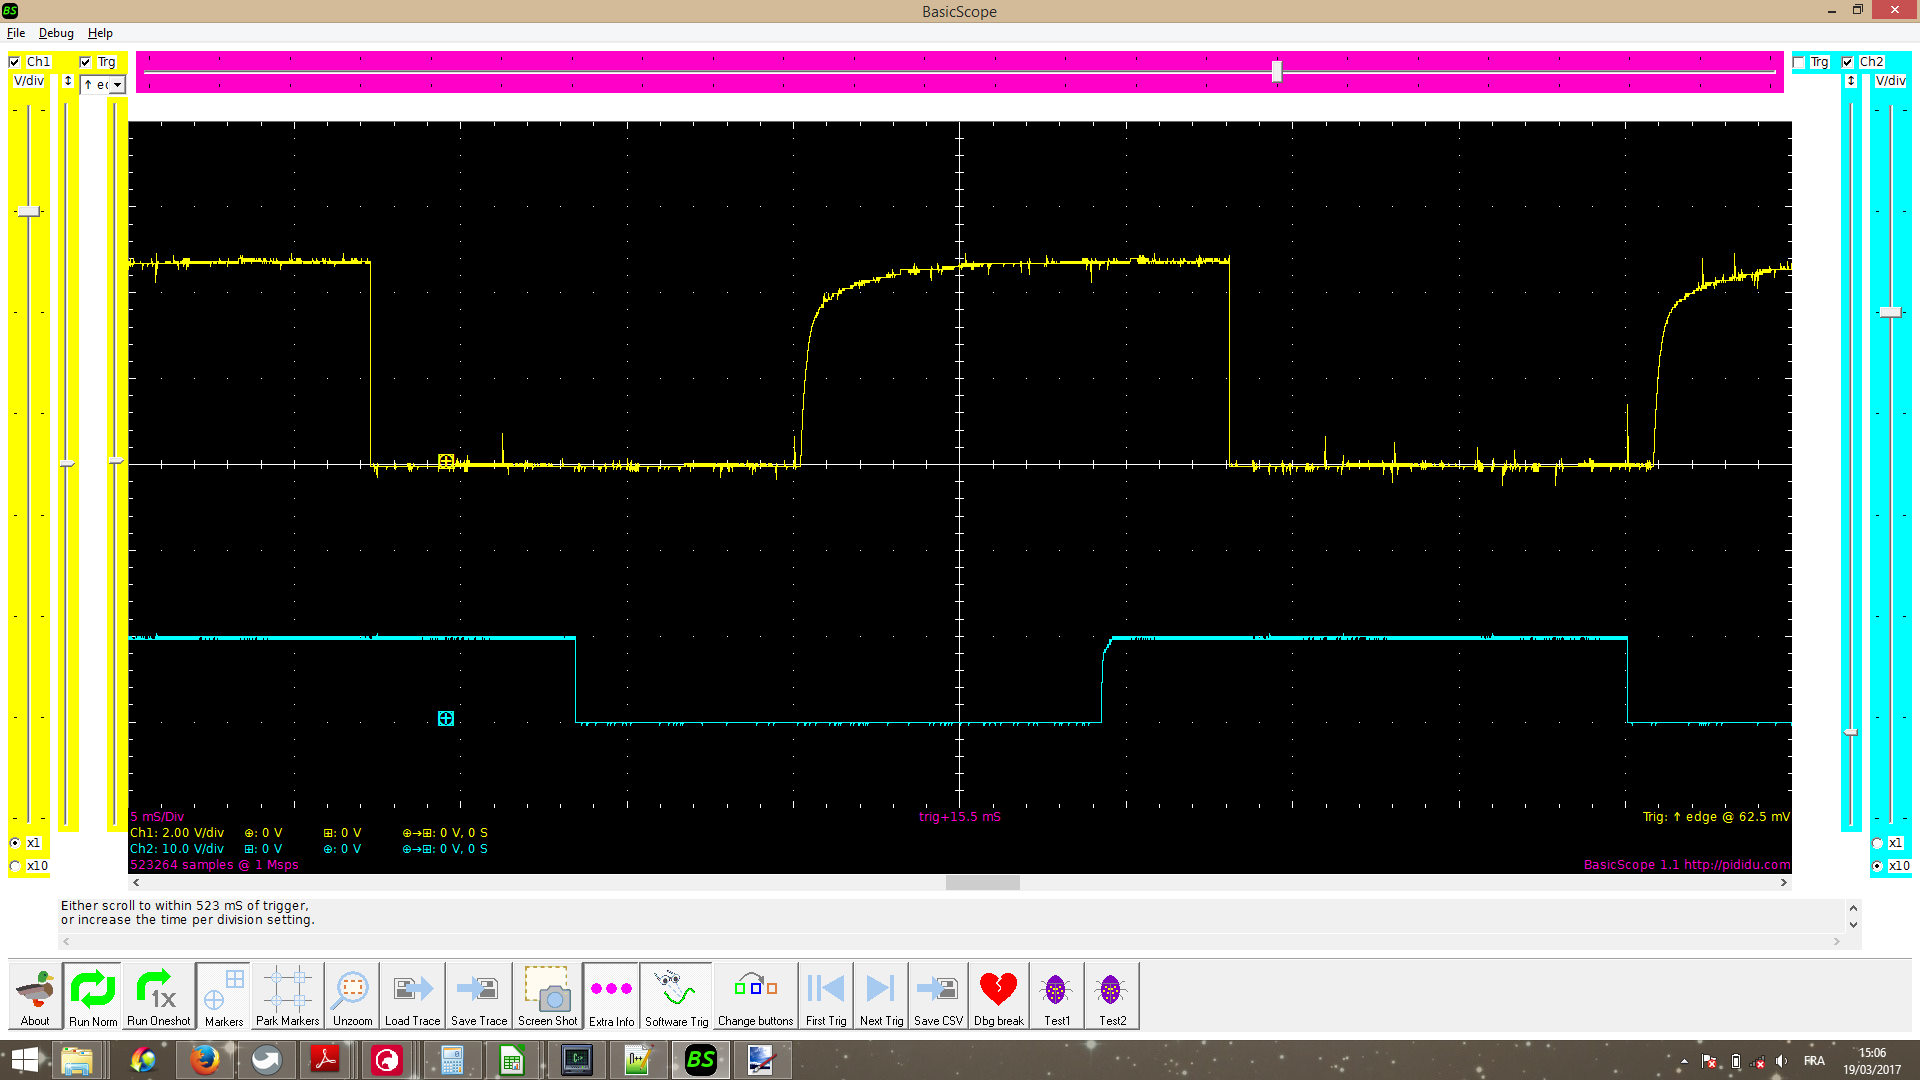 BS BasicScope
File Debug Help
Ch1 Trg
V/div ↕ ↑ ec
Trg Ch2
↕ V/div
5 mS/Div trig+15.5 mS Trig: ↑ edge @ 62.5 mV
Ch1: 2.00 V/div ⊕: 0 V ⊞: 0 V ⊕→⊞: 0 V, 0 S
Ch2: 10.0 V/div ⊞: 0 V ⊕: 0 V ⊕→⊞: 0 V, 0 S
523264 samples @ 1 Msps BasicScope 1.1 http://pididu.com
x1
x10
x1
x10
Either scroll to within 523 mS of trigger,
or increase the time per division setting.
1x
About Run Norm Run Oneshot Markers Park Markers Unzoom Load Trace Save Trace Screen Shot Extra Info Software Trig Change buttons First Trig Next Trig Save CSV Dbg break Test1 Test2
BS
FRA
15:06
19/03/2017